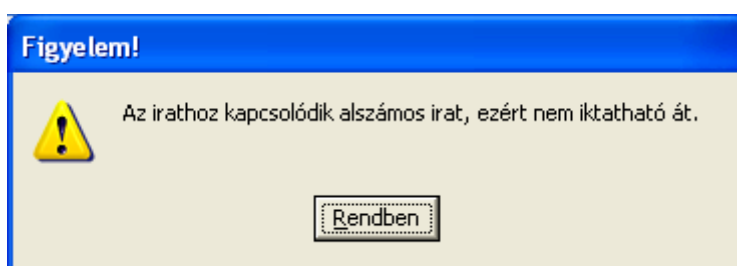 Figyelem!
Az irathoz kapcsolódik alszámos irat, ezért nem iktatható át.
Rendben